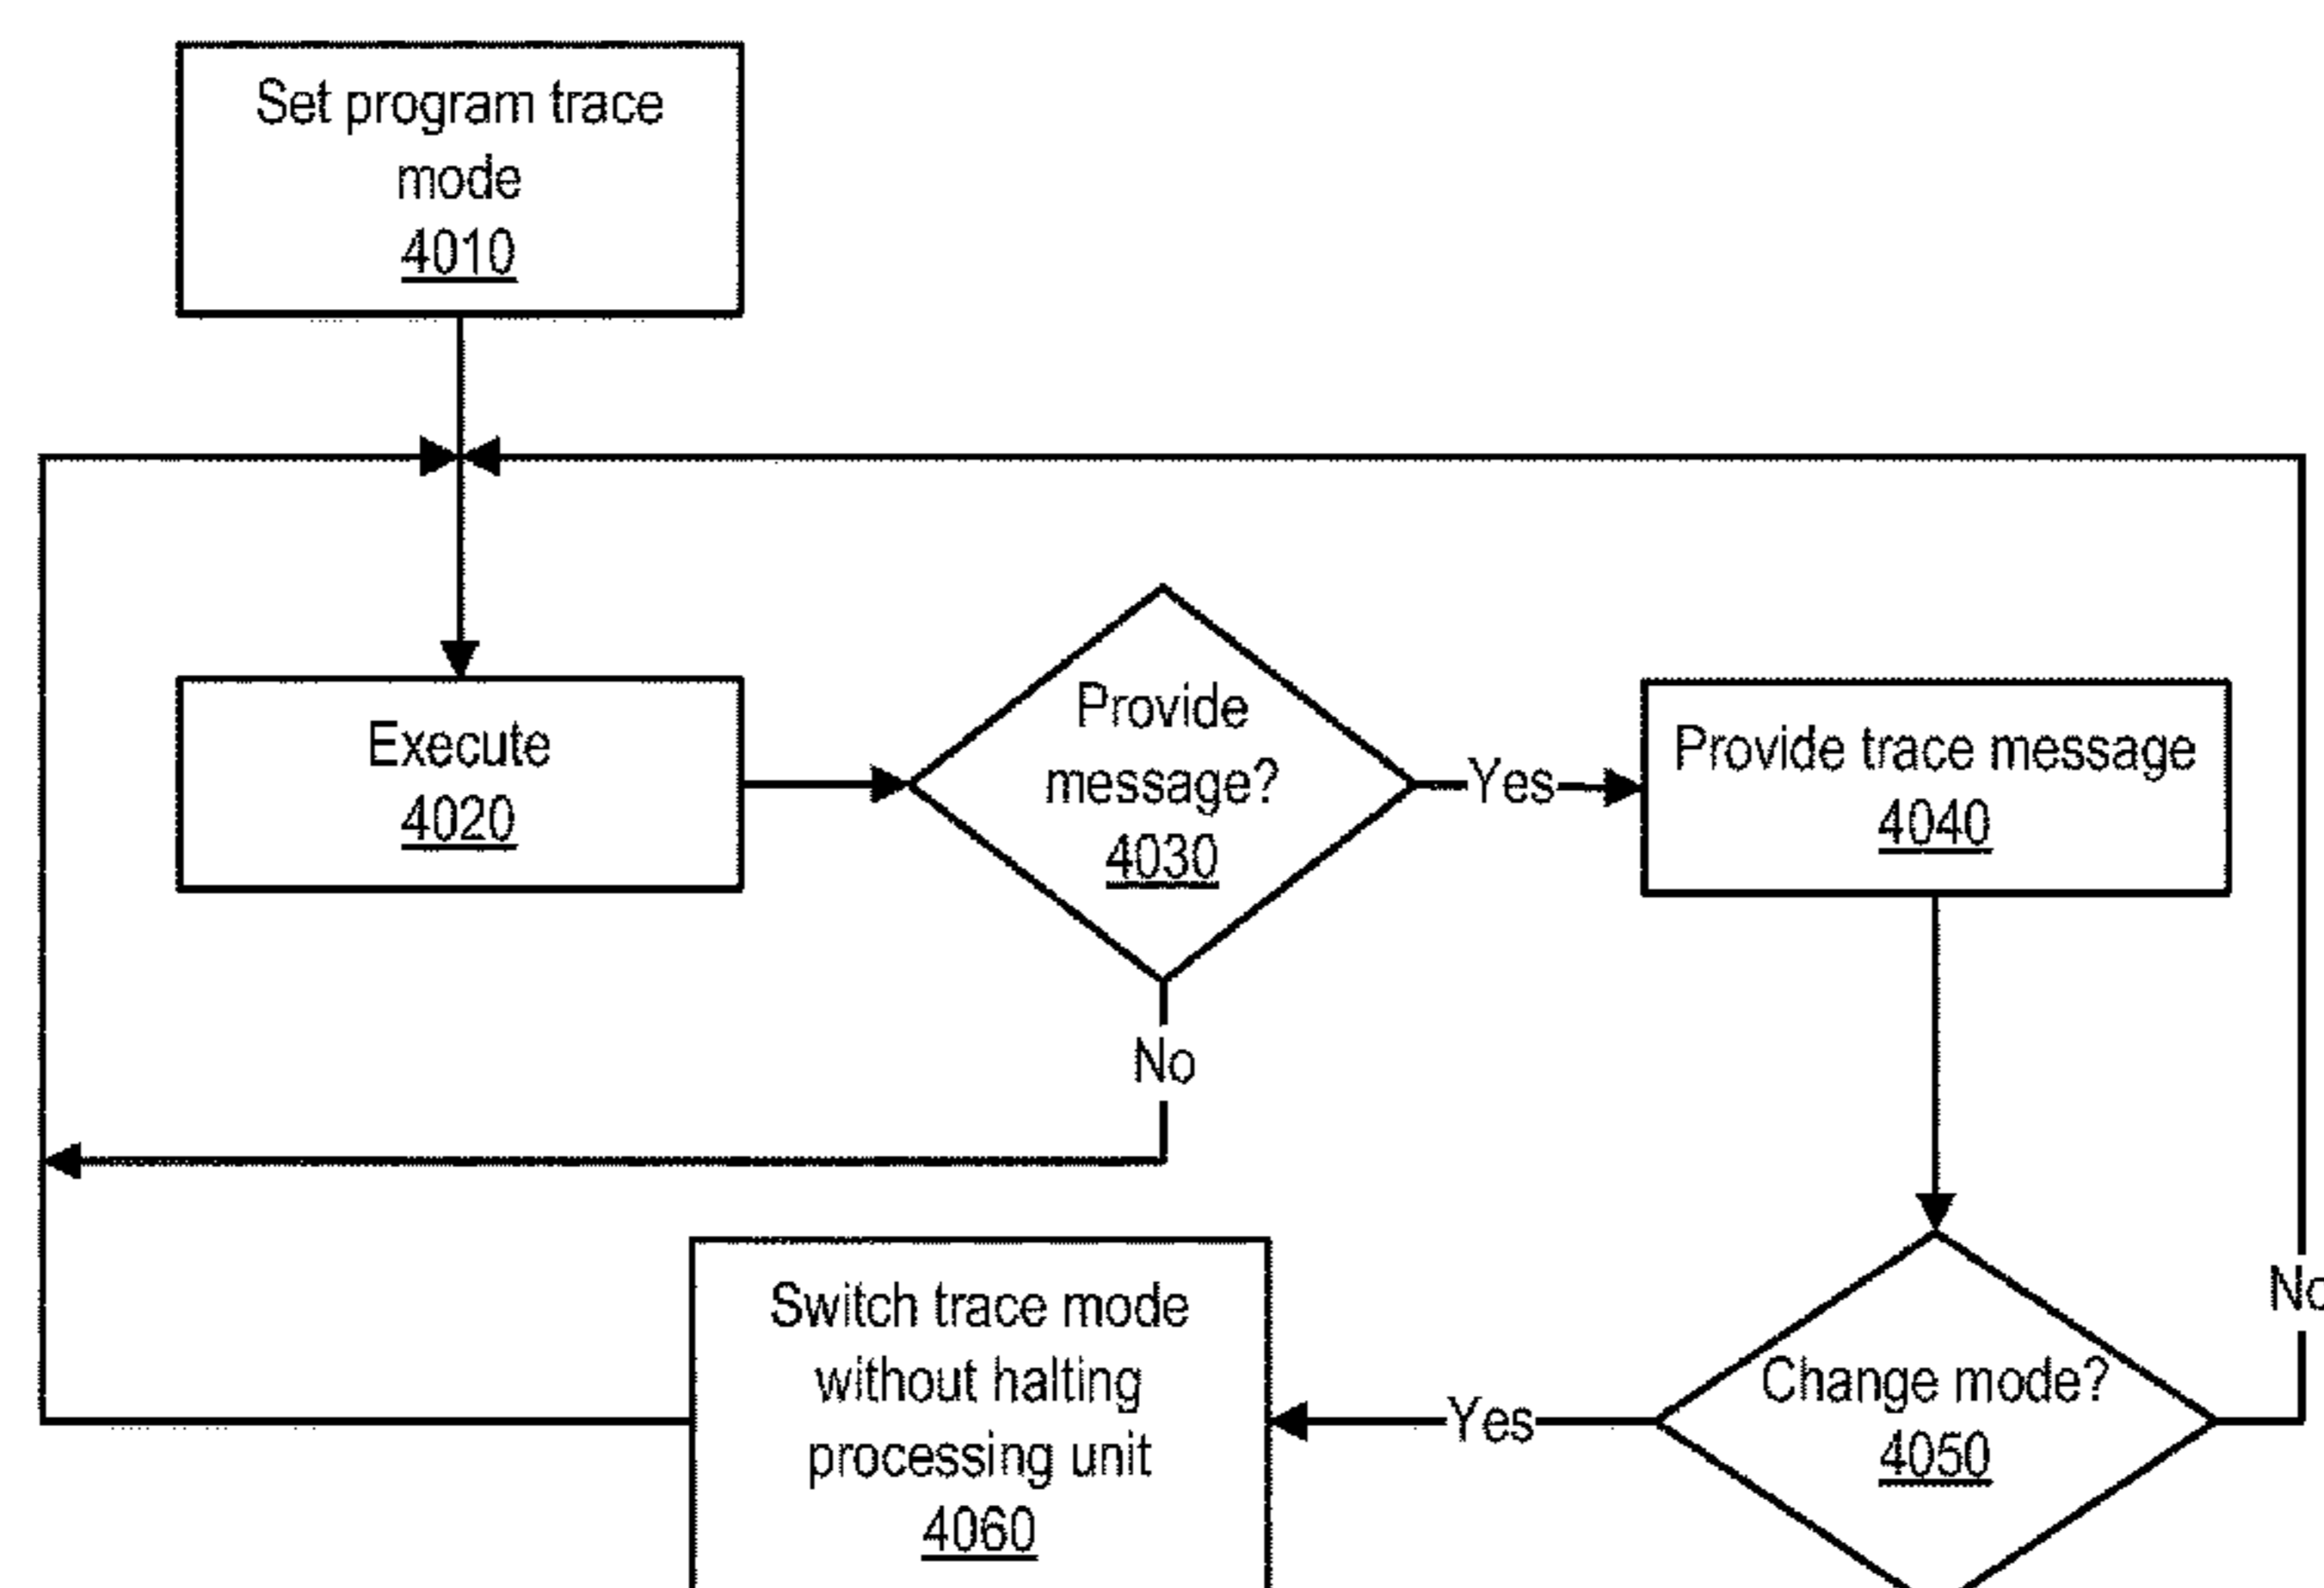 Set program trace
mode
4010
Execute
4020
Provide
message?
4030
Yes
Provide trace message
4040
No
Switch trace mode
without halting
processing unit
4060
Yes
Change mode?
4050
No